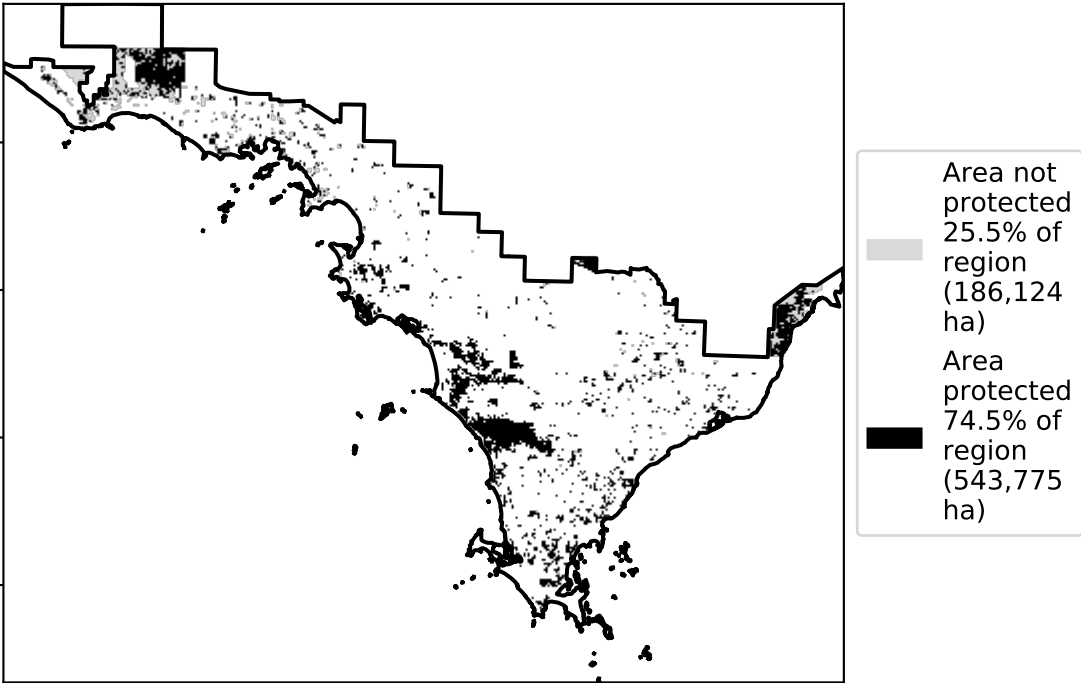 Area not
protected
25.5% of
region
(186,124
ha)
Area
protected
74.5% of
region
(543,775
ha)